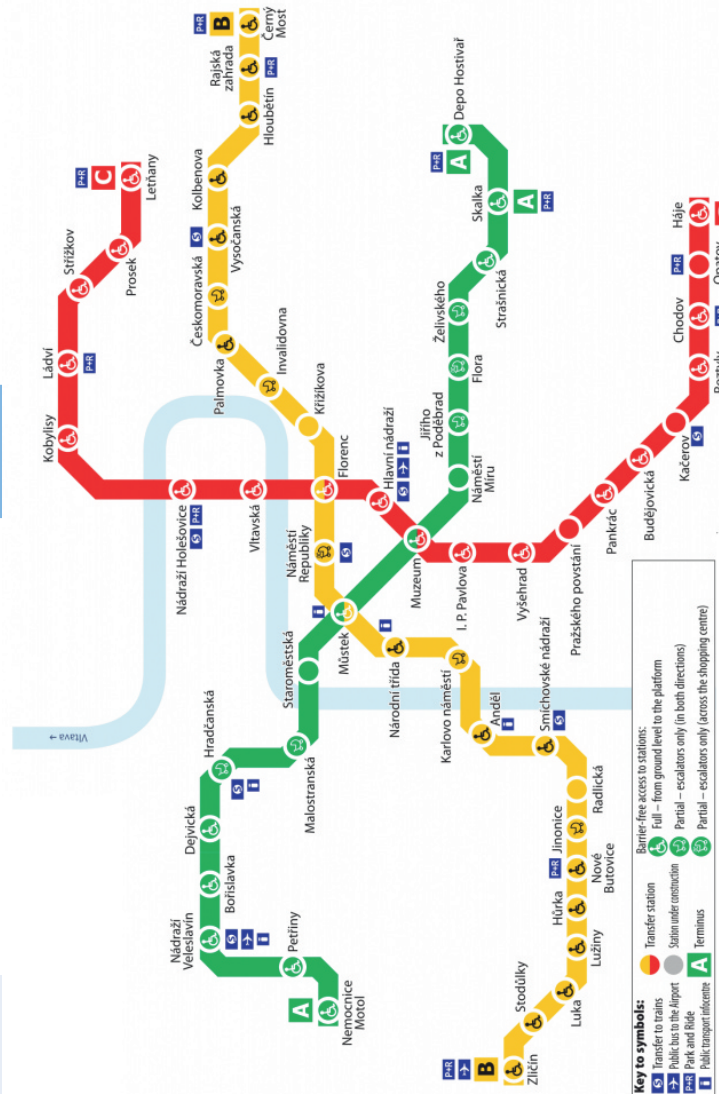 Vltava →
P+R
B
Černý
Most
Rajská
zahrada
P+R
Hloubětín
Kolbenova
Vysočanská
Českomoravská
Palmovka
Invalidovna
Křižíkova
Florenc
Náměstí
Republiky
Můstek
Národní třída
Karlovo náměstí
Anděl
Smíchovské nádraží
Radlická
Jinonice
P+R
Nové
Butovice
Hůrka
Lužiny
Luka
Stodůlky
Zličín
B
P+R
P+R
C
Letňany
Prosek
Střížkov
Ládví
P+R
Kobylisy
Nádraží Holešovice
P+R
Vltavská
Hlavní nádraží
Muzeum
I. P. Pavlova
Vyšehrad
Pražského povstání
Pankrác
Budějovická
Kačerov
Chodov
P+R
Háje
A
Nemocnice
Motol
Petřiny
Nádraží
Veleslavín
Bořislavka
Dejvická
Hradčanská
Malostranská
Staroměstská
Náměstí
Míru
Jiřího
z Poděbrad
Flora
Želivského
Strašnická
Skalka
A
P+R
Depo Hostivař
A
P+R
Key to symbols:
Transfer to trains
Public bus to the Airport
P+R Park and Ride
Public transport infocentre
Transfer station
Station under construction
A Terminus
Barrier-free access to stations:
Full – from ground level to the platform
Partial – escalators only (in both directions)
Partial – escalators only (across the shopping centre)